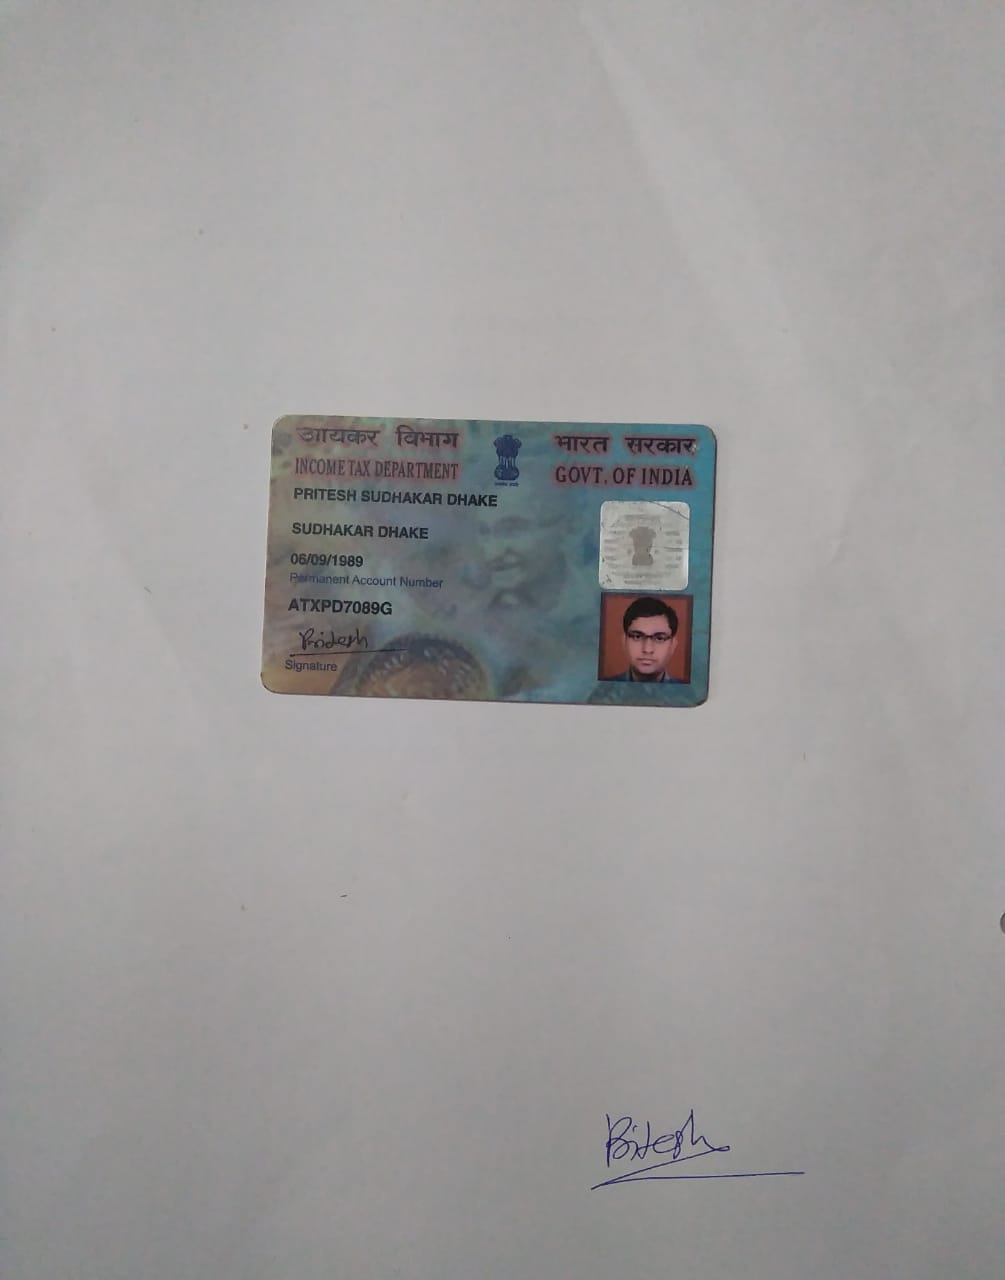 आयकर विभाग
INCOME TAX DEPARTMENT
भारत सरकार
GOVT. OF INDIA
PRITESH SUDHAKAR DHAKE
SUDHAKAR DHAKE
06/09/1989
Permanent Account Number
ATXPD7089G
Pritesh
Signature
Pritesh